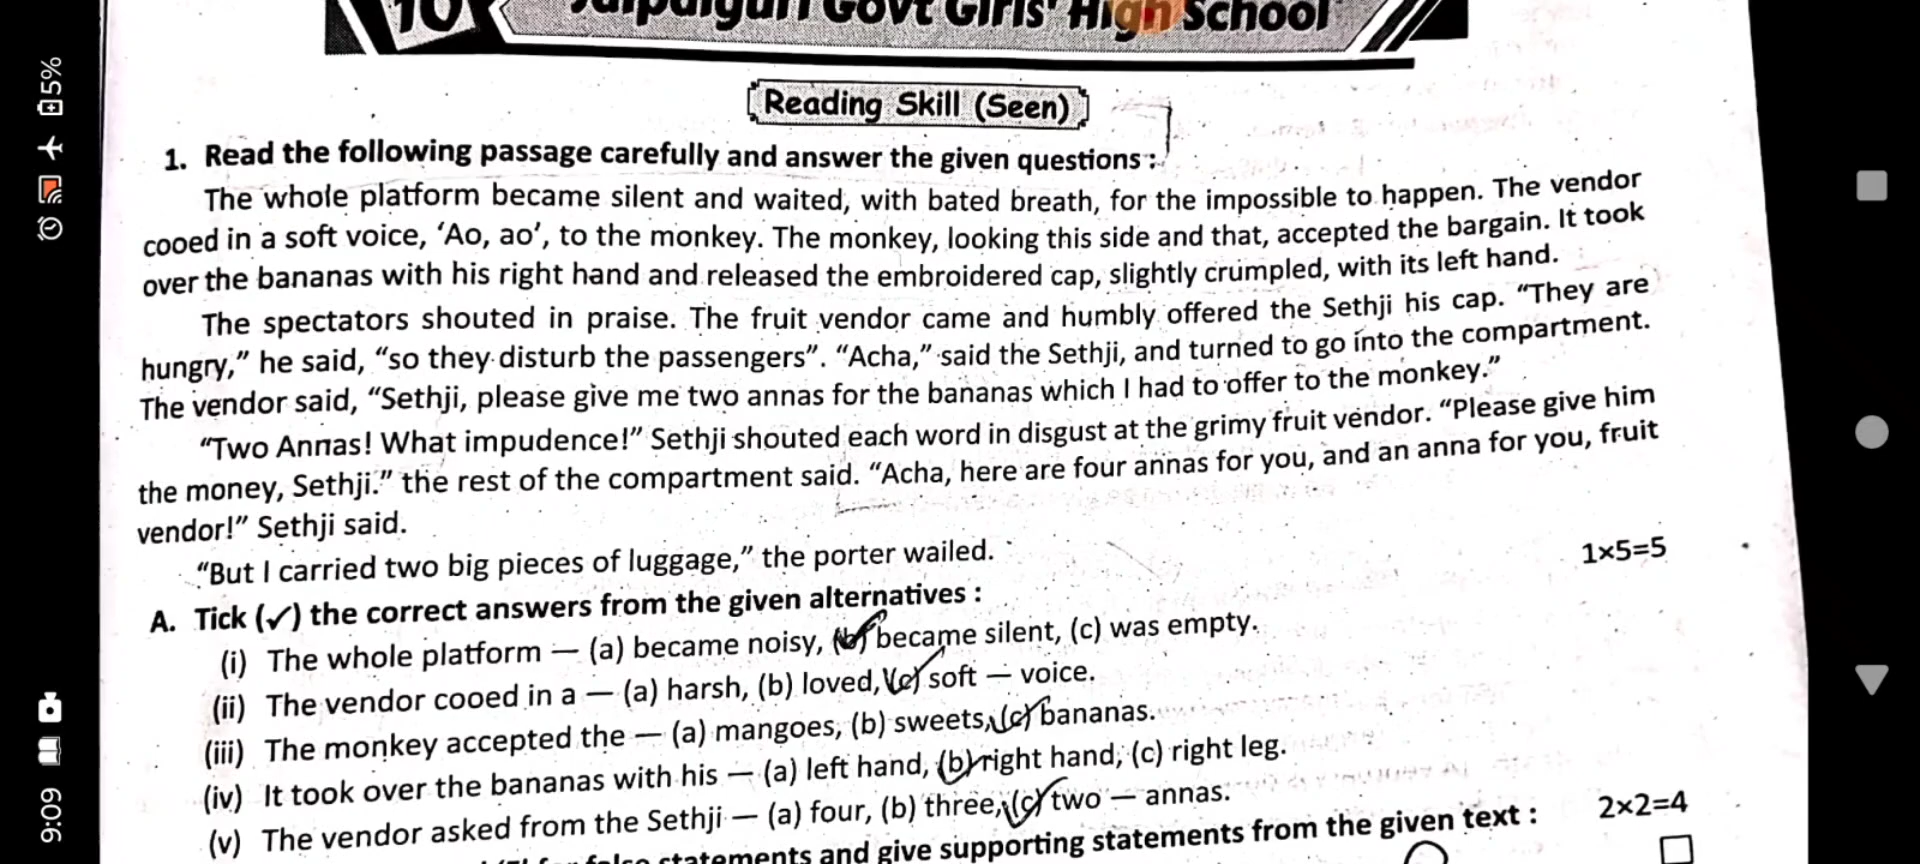 10 Jalpaiguri Govt Girls' High School
Reading Skill (Seen)
1. Read the following passage carefully and answer the given questions :
The whole platform became silent and waited, with bated breath, for the impossible to happen. The vendor
cooed in a soft voice, ‘Ao, ao’, to the monkey. The monkey, looking this side and that, accepted the bargain. It took
over the bananas with his right hand and released the embroidered cap, slightly crumpled, with its left hand.
The spectators shouted in praise. The fruit vendor came and humbly offered the Sethji his cap. “They are
hungry,” he said, “so they disturb the passengers”. “Acha,” said the Sethji, and turned to go into the compartment.
The vendor said, “Sethji, please give me two annas for the bananas which I had to offer to the monkey.”
“Two Annas! What impudence!” Sethji shouted each word in disgust at the grimy fruit vendor. “Please give him
the money, Sethji.” the rest of the compartment said. “Acha, here are four annas for you, and an anna for you, fruit
vendor!” Sethji said.
“But I carried two big pieces of luggage,” the porter wailed.
A. Tick (✓) the correct answers from the given alternatives : 1×5=5
(i) The whole platform — (a) became noisy, (b) became silent, (c) was empty.
(ii) The vendor cooed in a — (a) harsh, (b) loved, (c) soft — voice.
(iii) The monkey accepted the — (a) mangoes, (b) sweets, (c) bananas.
(iv) It took over the bananas with his — (a) left hand, (b) right hand, (c) right leg.
(v) The vendor asked from the Sethji — (a) four, (b) three, (c) two — annas.
false statements and give supporting statements from the given text : 2×2=4
5%
9:09